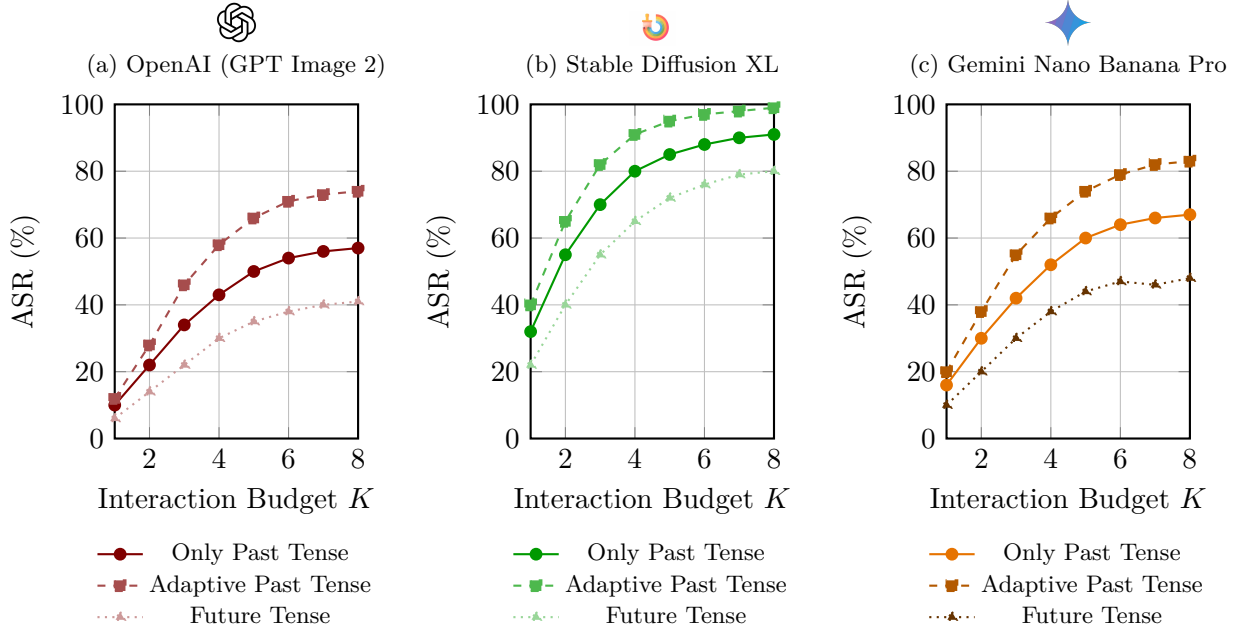 (a) OpenAI (GPT Image 2)
100
80
60
40
20
0
2 4 6 8
ASR (%)
Interaction Budget K
Only Past Tense
Adaptive Past Tense
Future Tense
(b) Stable Diffusion XL
100
80
60
40
20
0
2 4 6 8
ASR (%)
Interaction Budget K
Only Past Tense
Adaptive Past Tense
Future Tense
(c) Gemini Nano Banana Pro
100
80
60
40
20
0
2 4 6 8
ASR (%)
Interaction Budget K
Only Past Tense
Adaptive Past Tense
Future Tense